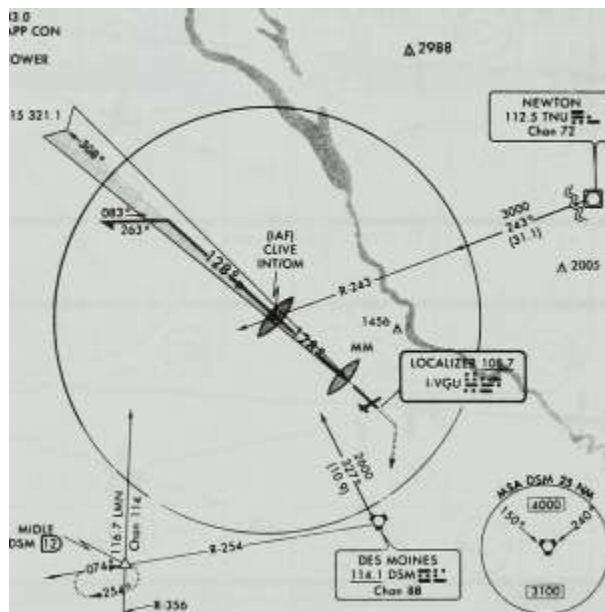 APP CON
OWER
15 321.1
2988
NEWTON
112.5 TNU
Chan 72
308°
083°
263°
128°
(IAF)
CLIVE
INT/OM
3000
243°
(31.1)
2005
R-243
1456
128°
MM
LOCALIZER 108.7
I-VGU
2600
327°
(10.9)
116.7 LMN
Chan 114
MIDLE
DSM 12
R-254
074°
254°
R-356
DES MOINES
114.1 DSM
Chan 88
MSA DSM 25 NM
4000
150°
240°
3100